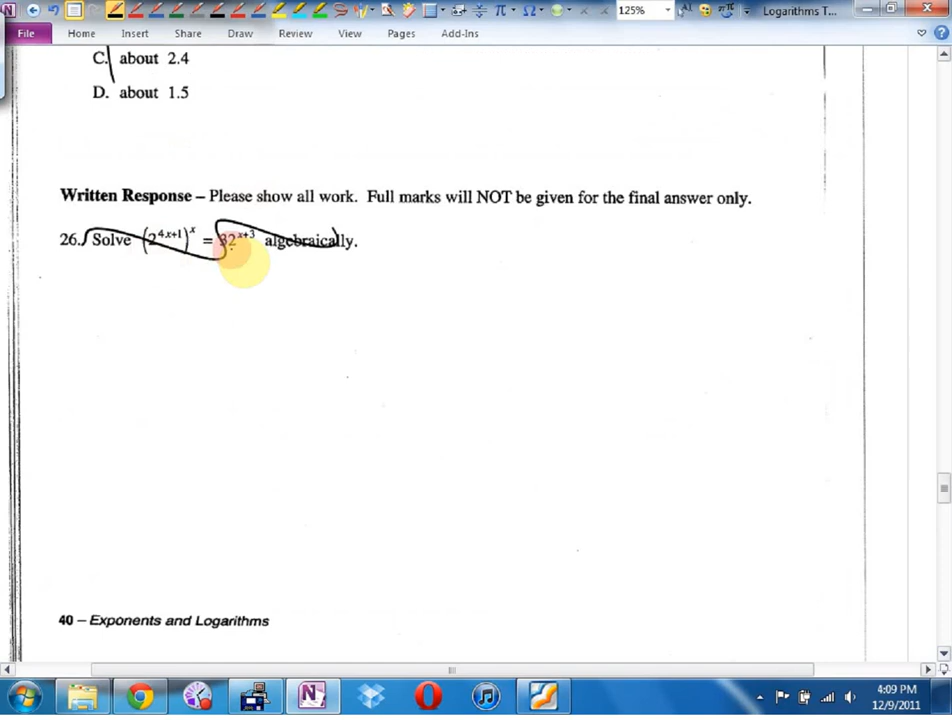 125%
Logarithms T...
File Home Insert Share Draw Review View Pages Add-Ins
C. about 2.4
D. about 1.5
Written Response – Please show all work. Full marks will NOT be given for the final answer only.
26. Solve (2^{4x+1})^x = 32^{x+3} algebraically.
40 – Exponents and Logarithms
4:09 PM
12/9/2011